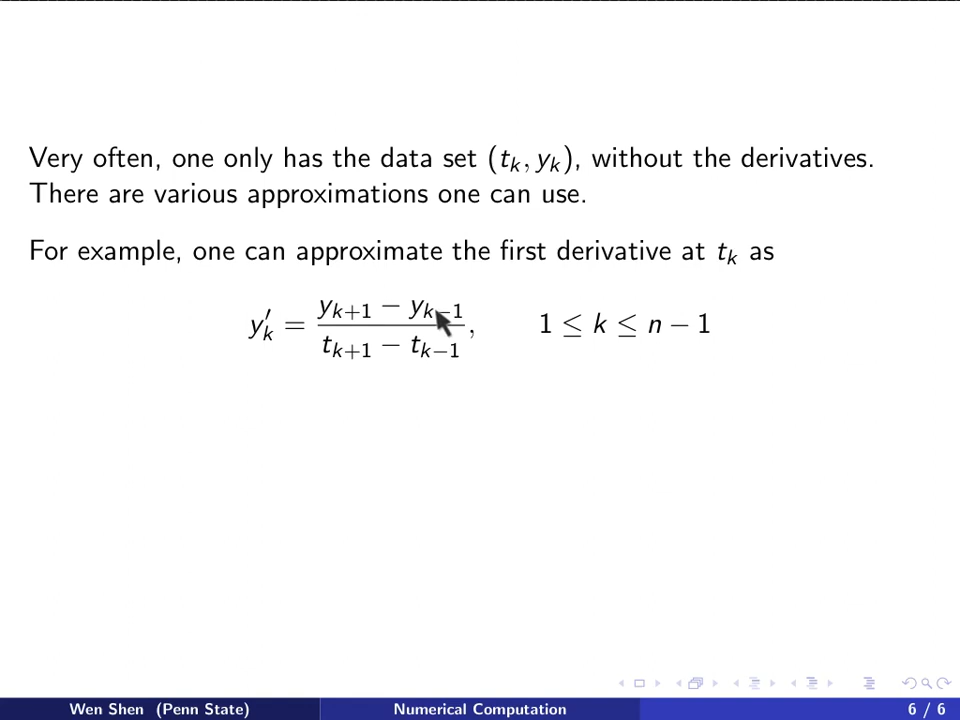 Very often, one only has the data set (t_k, y_k), without the derivatives.
There are various approximations one can use.
For example, one can approximate the first derivative at t_k as
y'_k = \frac{y_{k+1} − y_{k−1}}{t_{k+1} − t_{k−1}}, 1 ≤ k ≤ n − 1
Wen Shen (Penn State) Numerical Computation 6 / 6